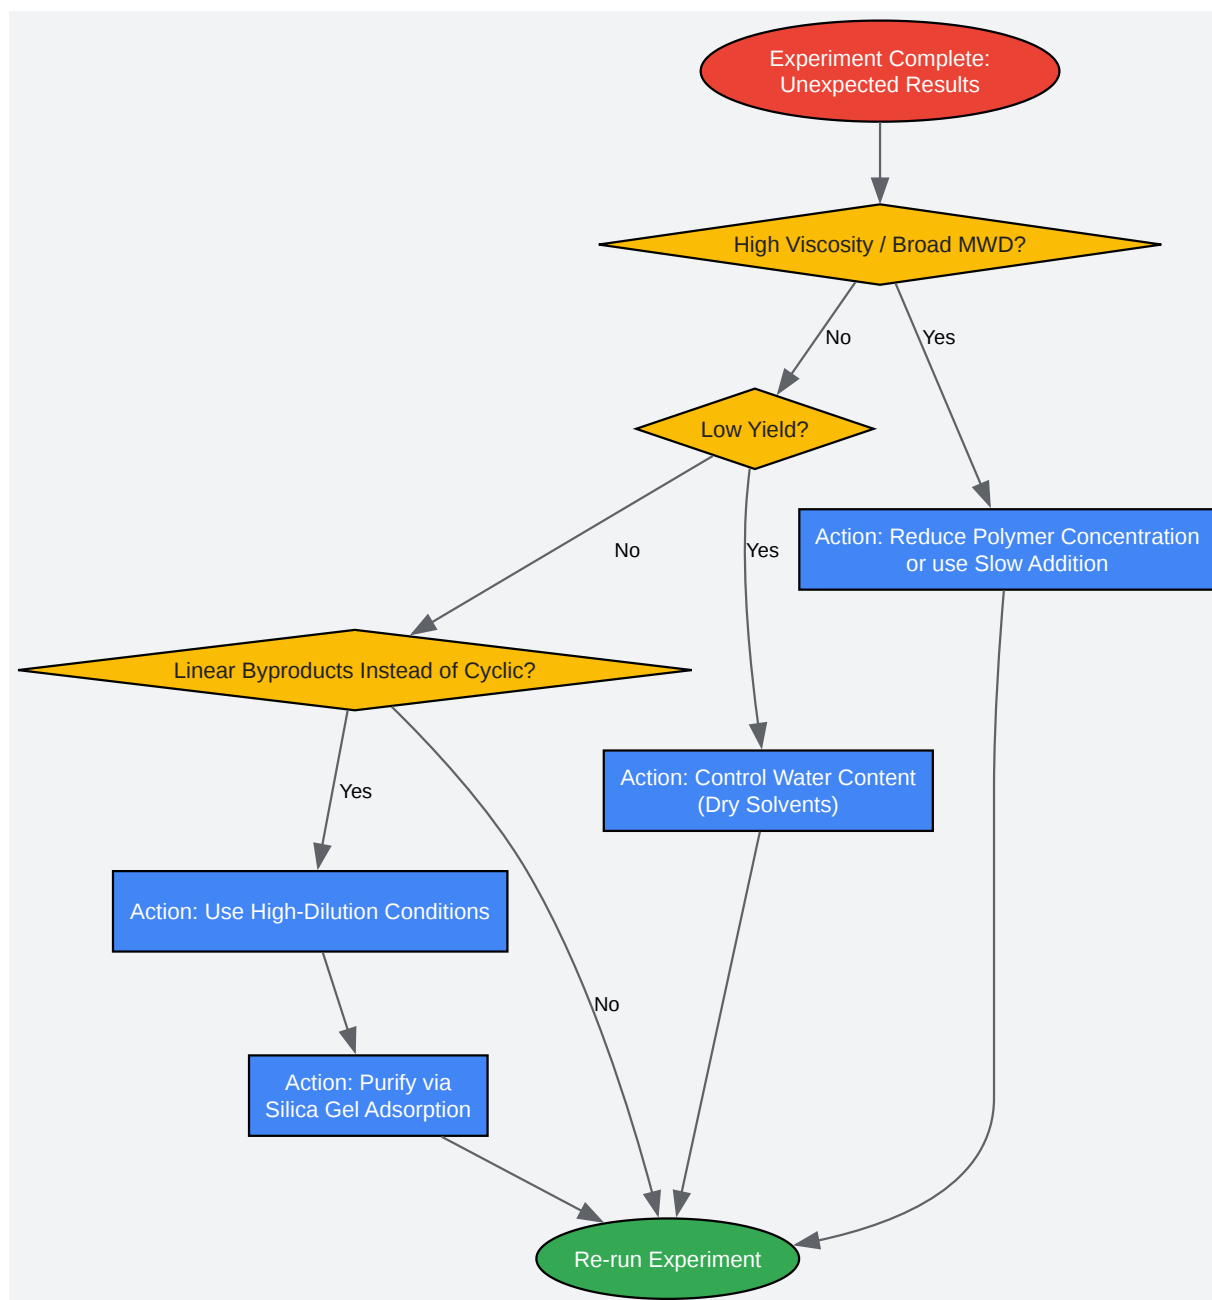 Experiment Complete:
Unexpected Results
High Viscosity / Broad MWD?
No
Yes
Low Yield?
Action: Reduce Polymer Concentration
or use Slow Addition
No
Yes
Linear Byproducts Instead of Cyclic?
Action: Control Water Content
(Dry Solvents)
Yes
Action: Use High-Dilution Conditions
No
Action: Purify via
Silica Gel Adsorption
Re-run Experiment